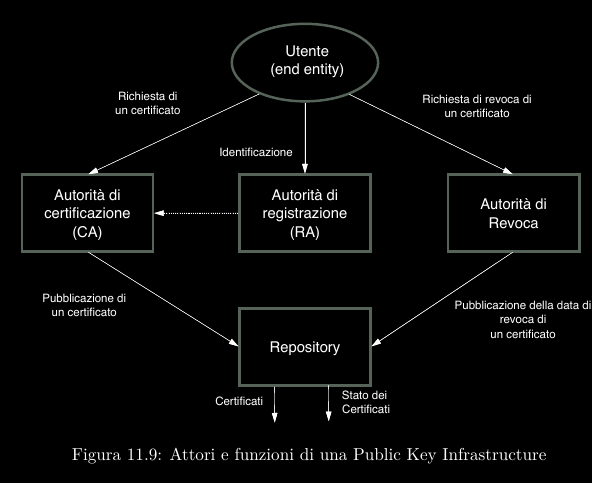 Utente
(end entity)
Richiesta di
un certificato
Richiesta di revoca di
un certificato
Identificazione
Autorità di
certificazione
(CA)
Autorità di
registrazione
(RA)
Autorità di
Revoca
Pubblicazione di
un certificato
Pubblicazione della data di
revoca di
un certificato
Repository
Certificati
Stato dei
Certificati
Figura 11.9: Attori e funzioni di una Public Key Infrastructure